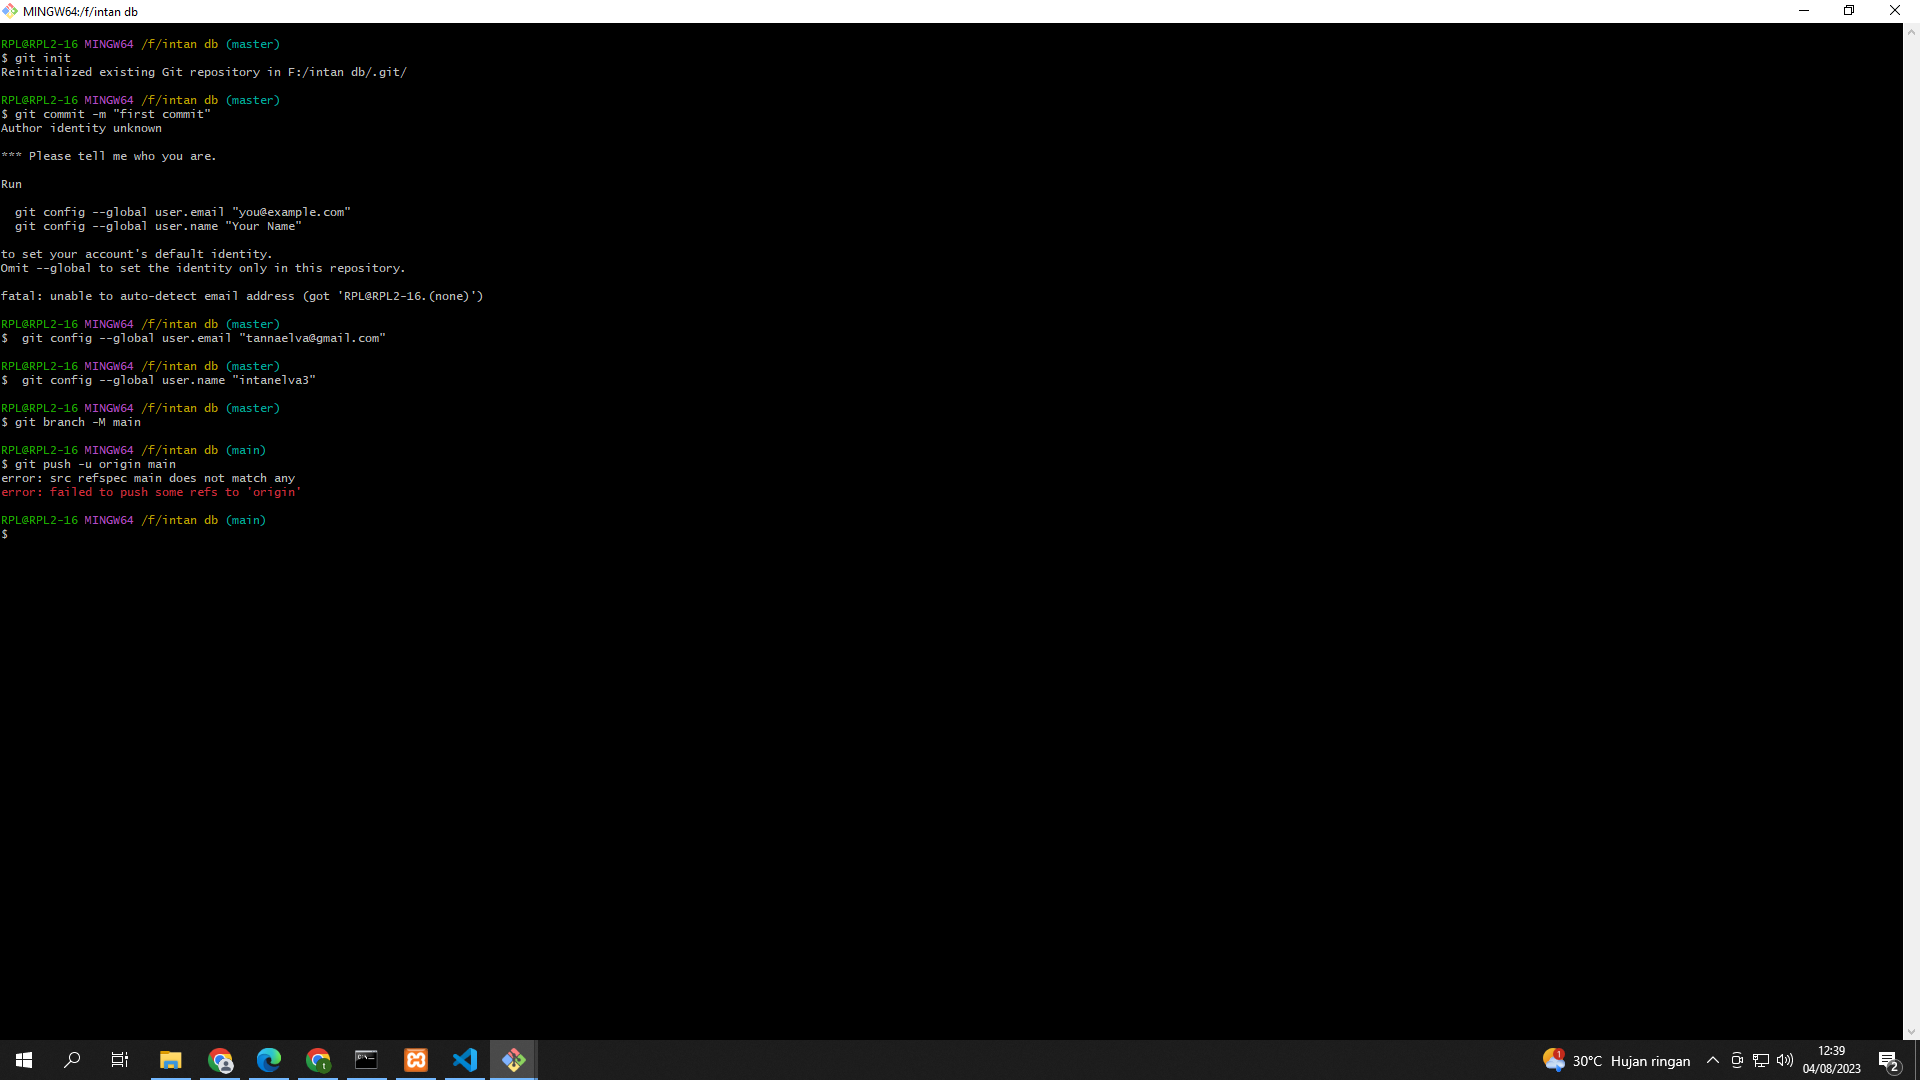 MINGW64:/f/intan db
RPL@RPL2-16 MINGW64 /f/intan db (master)
$ git init
Reinitialized existing Git repository in F:/intan db/.git/
RPL@RPL2-16 MINGW64 /f/intan db (master)
$ git commit -m "first commit"
Author identity unknown
*** Please tell me who you are.
Run
git config --global user.email "you@example.com"
git config --global user.name "Your Name"
to set your account's default identity.
Omit --global to set the identity only in this repository.
fatal: unable to auto-detect email address (got 'RPL@RPL2-16.(none)')
RPL@RPL2-16 MINGW64 /f/intan db (master)
$  git config --global user.email "tannaelva@gmail.com"
RPL@RPL2-16 MINGW64 /f/intan db (master)
$  git config --global user.name "intanelva3"
RPL@RPL2-16 MINGW64 /f/intan db (master)
$ git branch -M main
RPL@RPL2-16 MINGW64 /f/intan db (main)
$ git push -u origin main
error: src refspec main does not match any
error: failed to push some refs to 'origin'
RPL@RPL2-16 MINGW64 /f/intan db (main)
$
1
30°C Hujan ringan
12:39
04/08/2023
2